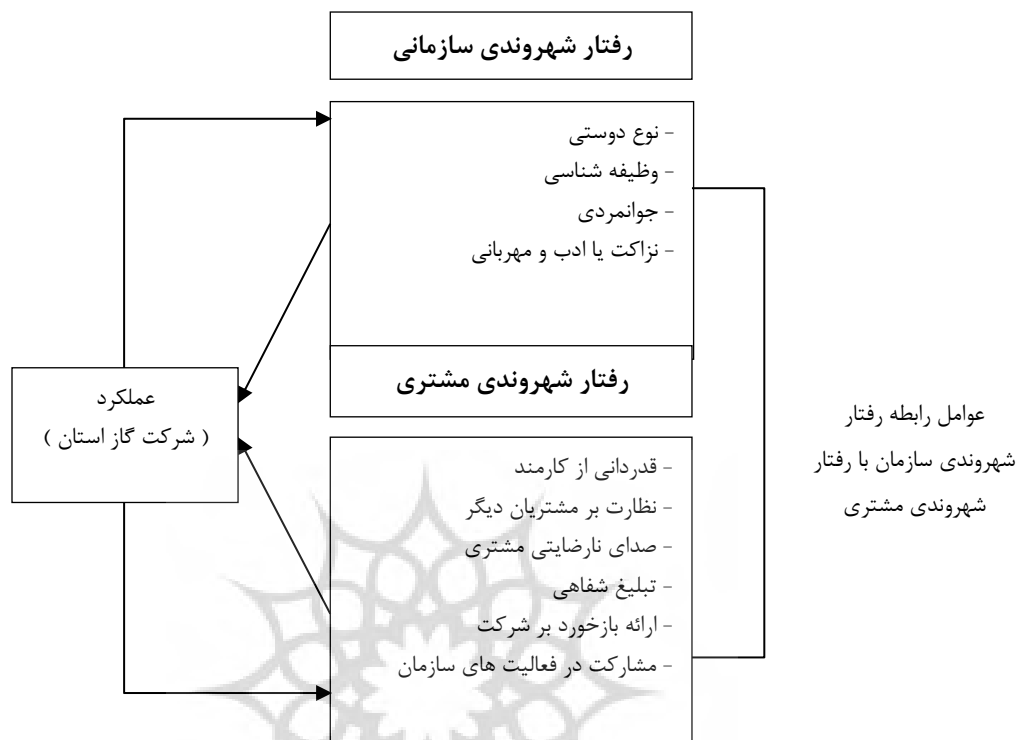 رفتار شهروندی سازمانی
- نوع دوستی
- وظیفه شناسی
- جوانمردی
- نزاکت یا ادب و مهربانی
رفتار شهروندی مشتری
- قدردانی از کارمند
- نظارت بر مشتریان دیگر
- صدای نارضایتی مشتری
- تبلیغ شفاهی
- ارائه بازخورد بر شرکت
- مشارکت در فعالیت های سازمان
عملکرد
( شرکت گاز استان )
عوامل رابطه رفتار
شهروندی سازمان با رفتار
شهروندی مشتری